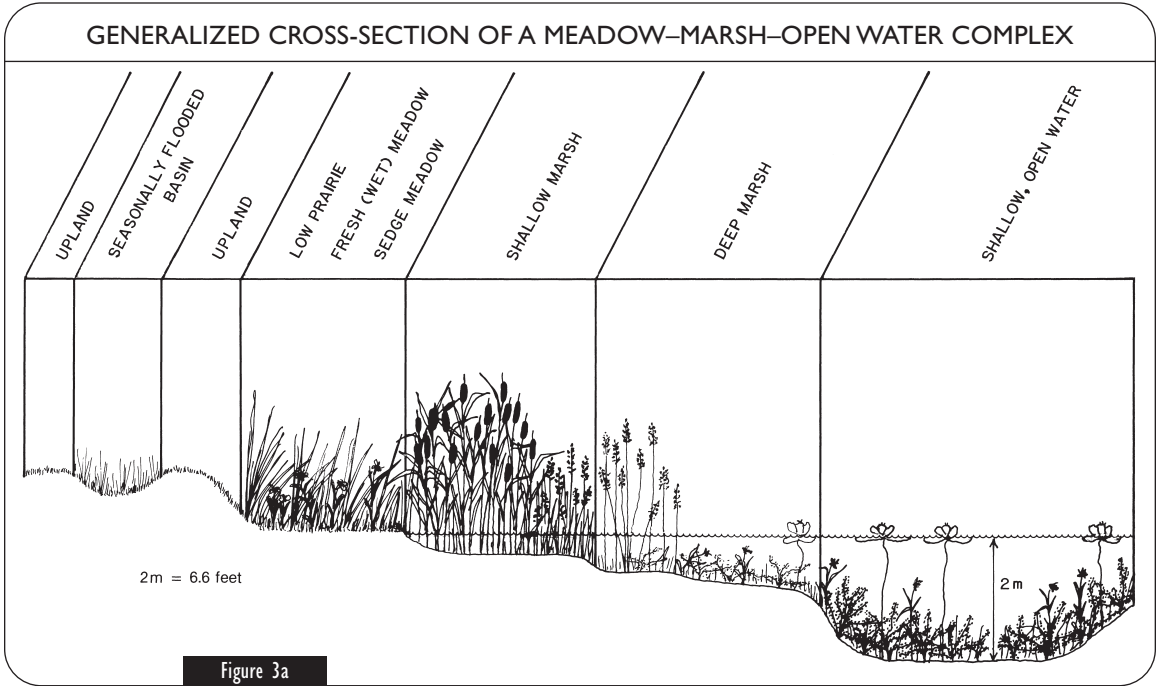 GENERALIZED CROSS-SECTION OF A MEADOW–MARSH–OPEN WATER COMPLEX
UPLAND
SEASONALLY FLOODED
BASIN
UPLAND
LOW PRAIRIE
FRESH (WET) MEADOW
SEDGE MEADOW
SHALLOW MARSH
DEEP MARSH
SHALLOW, OPEN WATER
2m
2m = 6.6 feet
Figure 3a